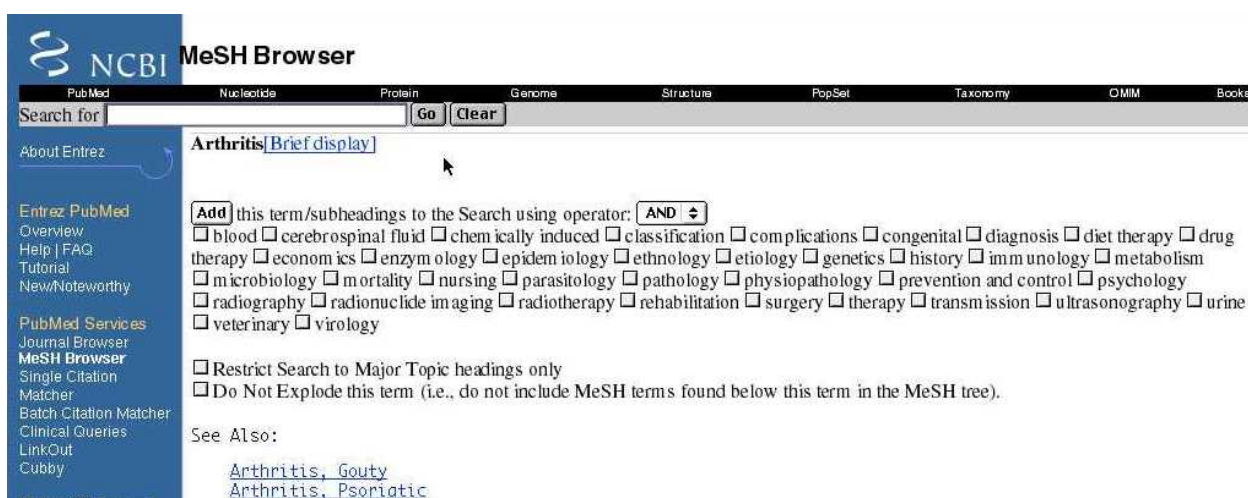 NCBI
MeSH Browser
PubMed Nucleotide Protein Genome Structure PopSet Taxonomy OMIM Books
Search for Go Clear
About Entrez
Entrez PubMed
Overview
Help | FAQ
Tutorial
New/Noteworthy
PubMed Services
Journal Browser
MeSH Browser
Single Citation
Matcher
Batch Citation Matcher
Clinical Queries
LinkOut
Cubby
Arthritis[Brief display]
Add this term/subheadings to the Search using operator: AND
blood cerebrospinal fluid chemically induced classification complications congenital diagnosis diet therapy drug
therapy economics enzymology epidemiology ethnology etiology genetics history immunology metabolism
microbiology mortality nursing parasitology pathology physiopathology prevention and control psychology
radiography radionuclide imaging radiotherapy rehabilitation surgery therapy transmission ultrasonography urine
veterinary virology
Restrict Search to Major Topic headings only
Do Not Explode this term (i.e., do not include MeSH terms found below this term in the MeSH tree).
See Also:
Arthritis, Gouty
Arthritis, Psoriatic